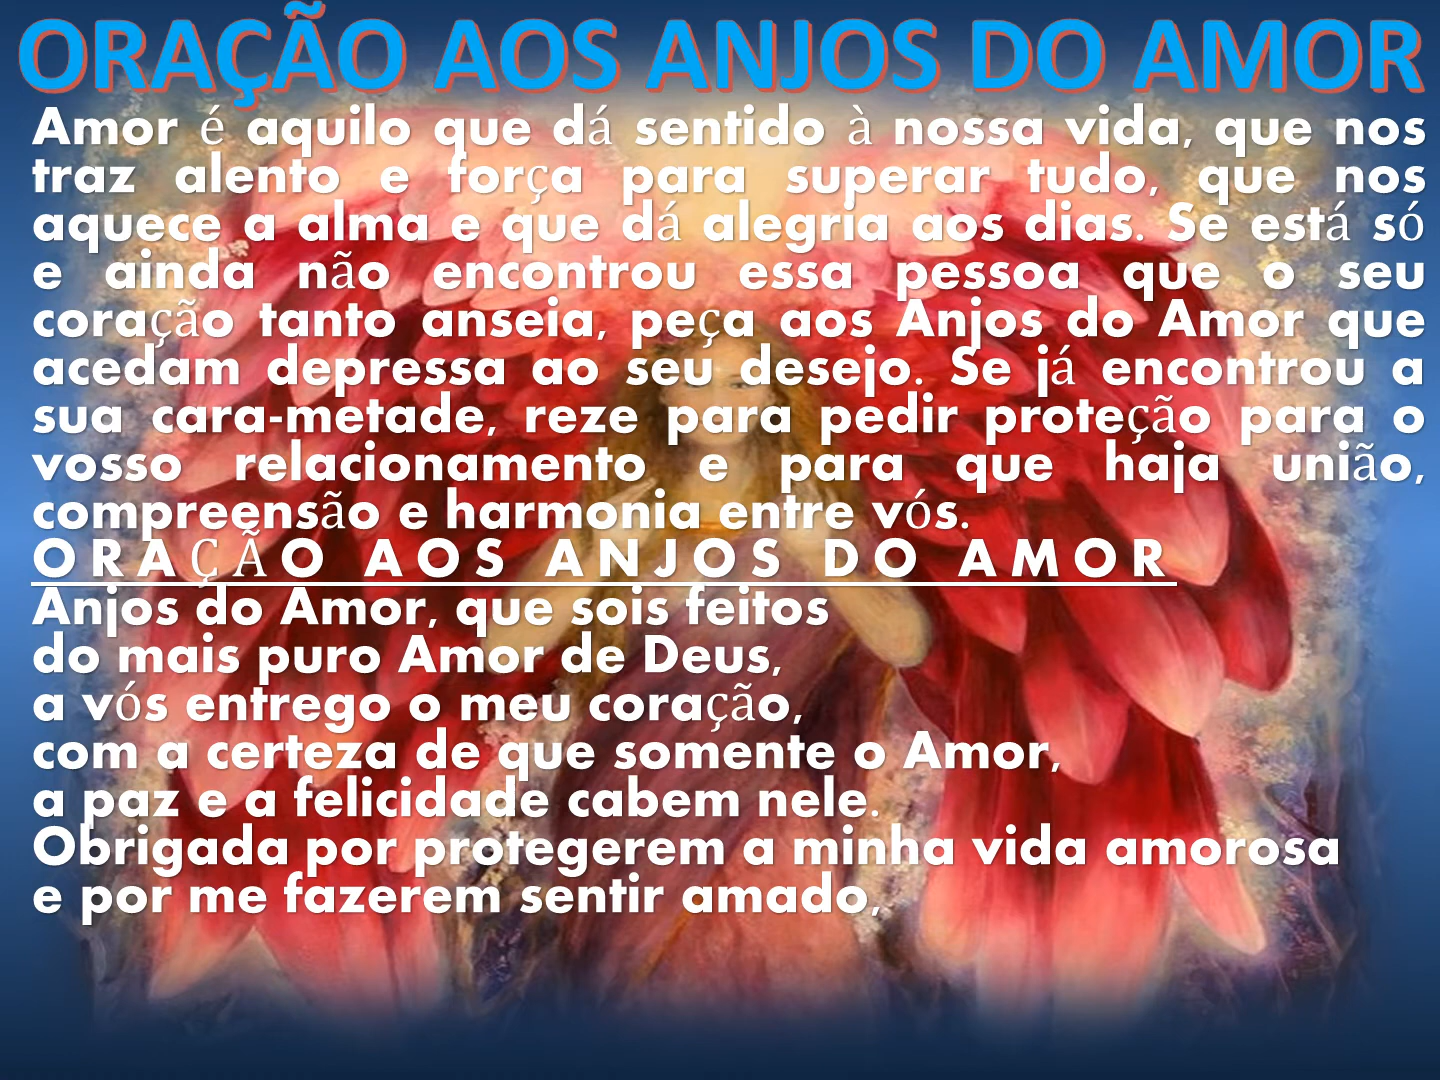 ORAÇÃO AOS ANJOS DO AMOR
Amor é aquilo que dá sentido à nossa vida, que nos
traz alento e força para superar tudo, que nos
aquece a alma e que dá alegria aos dias. Se está só
e ainda não encontrou essa pessoa que o seu
coração tanto anseia, peça aos Anjos do Amor que
acedam depressa ao seu desejo. Se já encontrou a
sua cara-metade, reze para pedir proteção para o
vosso relacionamento e para que haja união,
compreensão e harmonia entre vós.
ORAÇÃO AOS ANJOS DO AMOR
Anjos do Amor, que sois feitos
do mais puro Amor de Deus,
a vós entrego o meu coração,
com a certeza de que somente o Amor,
a paz e a felicidade cabem nele.
Obrigada por protegerem a minha vida amorosa
e por me fazerem sentir amado,